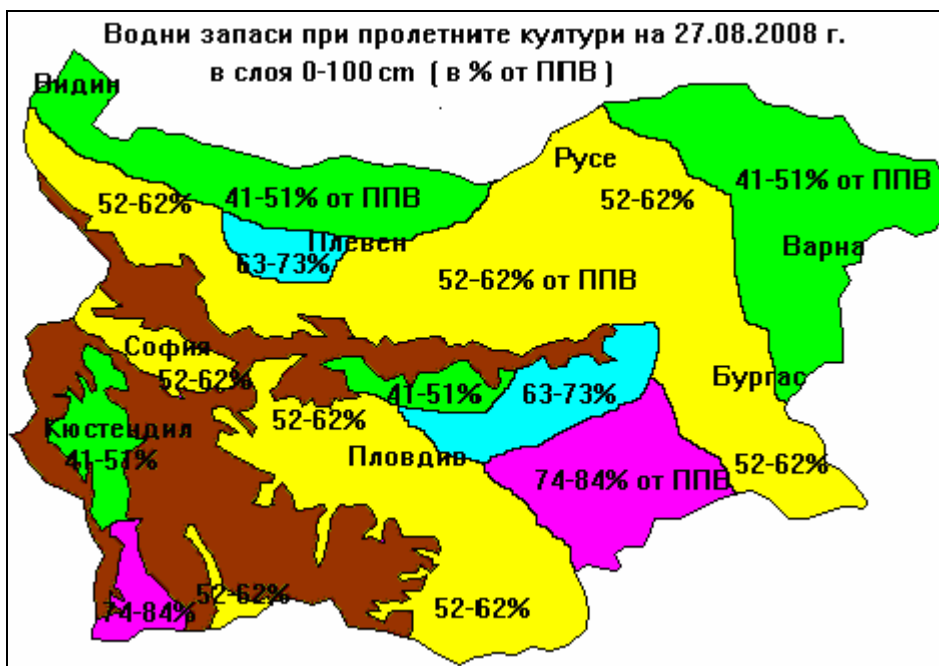 Водни запаси при пролетните култури на 27.08.2008 г.
в слоя 0-100 cm ( в % от ППВ )
Видин
Русе
41-51% от ППВ
52-62%
41-51% от ППВ
52-62%
Плевен
Варна
63-73%
52-62% от ППВ
София
52-62%
41-51%
63-73%
Бургас
52-62%
Кюстендил
41-51%
Пловдив
74-84% от ППВ
52-62%
52-62%
74-84%
52-62%